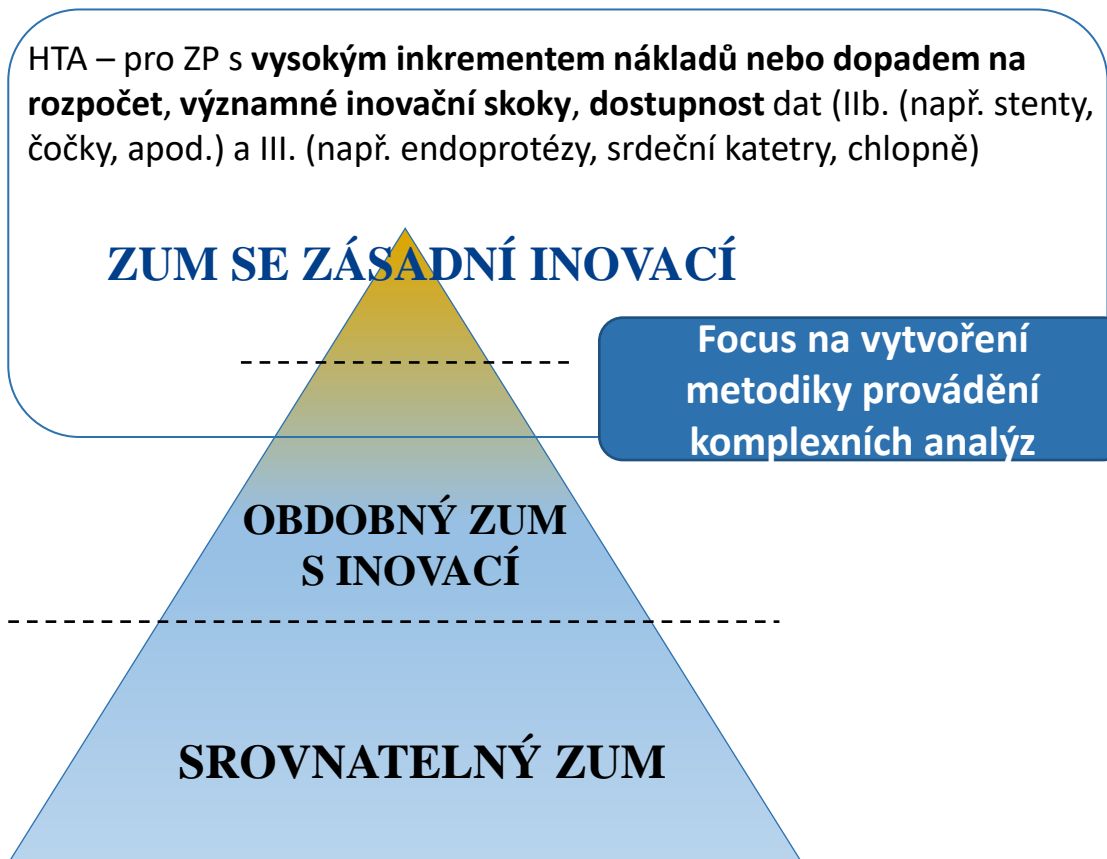 HTA – pro ZP s vysokým inkrementem nákladů nebo dopadem na
rozpočet, významné inovační skoky, dostupnost dat (IIb. (např. stenty,
čočky, apod.) a III. (např. endoprotézy, srdeční katetry, chlopně)
ZUM SE ZÁSADNÍ INOVACÍ
Focus na vytvoření
metodiky provádění
komplexních analýz
OBDOBNÝ ZUM
S INOVACÍ
SROVNATELNÝ ZUM